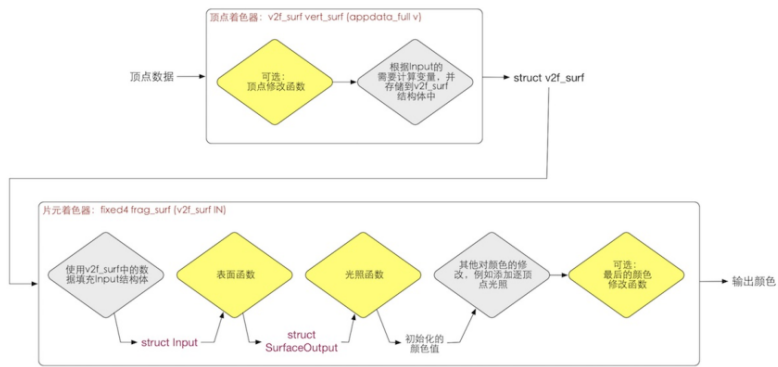 顶点着色器：v2f_surf vert_surf (appdata_full v)
顶点数据
可选：
顶点修改函数
根据Input的
需要计算变量，并
存储到v2f_surf
结构体中
struct v2f_surf
片元着色器：fixed4 frag_surf (v2f_surf IN)
使用v2f_surf中的数
据填充Input结构体
struct Input
表面函数
struct
SurfaceOutput
光照函数
初始化的
颜色值
其他对颜色的修
改，例如添加逐顶
点光照
可选：
最后的颜色
修改函数
输出颜色